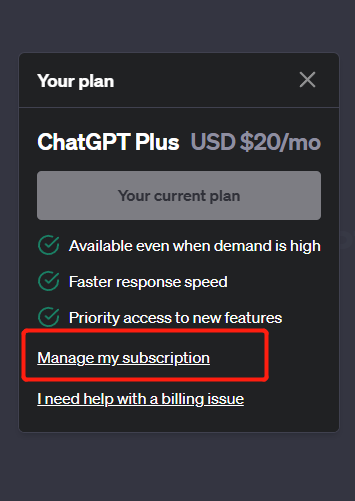 Your plan
ChatGPT Plus USD $20/mo
Your current plan
Available even when demand is high
Faster response speed
Priority access to new features
Manage my subscription
I need help with a billing issue